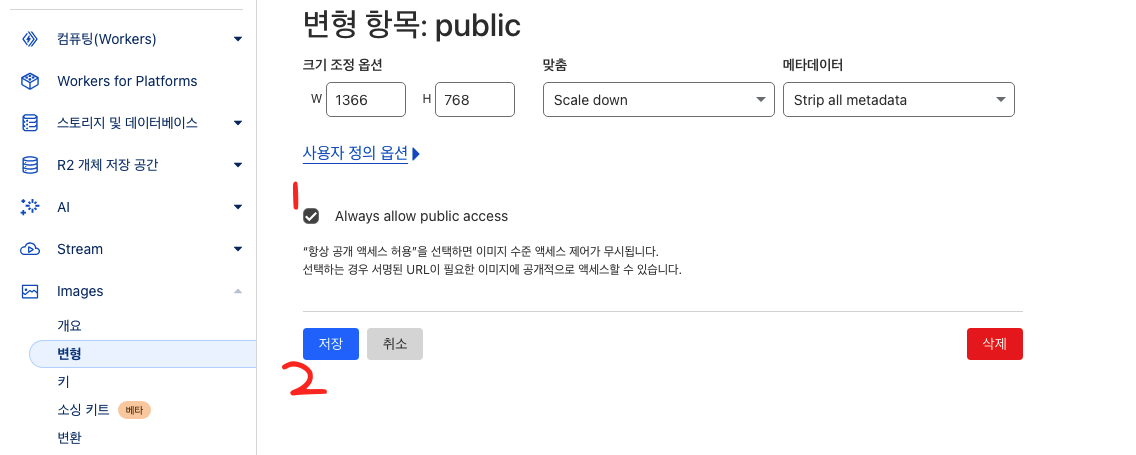 컴퓨팅(Workers)
Workers for Platforms
스토리지 및 데이터베이스
R2 개체 저장 공간
AI
Stream
Images
개요
변형
키
소싱 키트 베타
변환
변형 항목: public
크기 조정 옵션 맞춤 메타데이터
W 1366 H 768 Scale down Strip all metadata
사용자 정의 옵션
1
Always allow public access
“항상 공개 액세스 허용”을 선택하면 이미지 수준 액세스 제어가 무시됩니다.
선택하는 경우 서명된 URL이 필요한 이미지에 공개적으로 액세스할 수 있습니다.
저장 취소 삭제
2